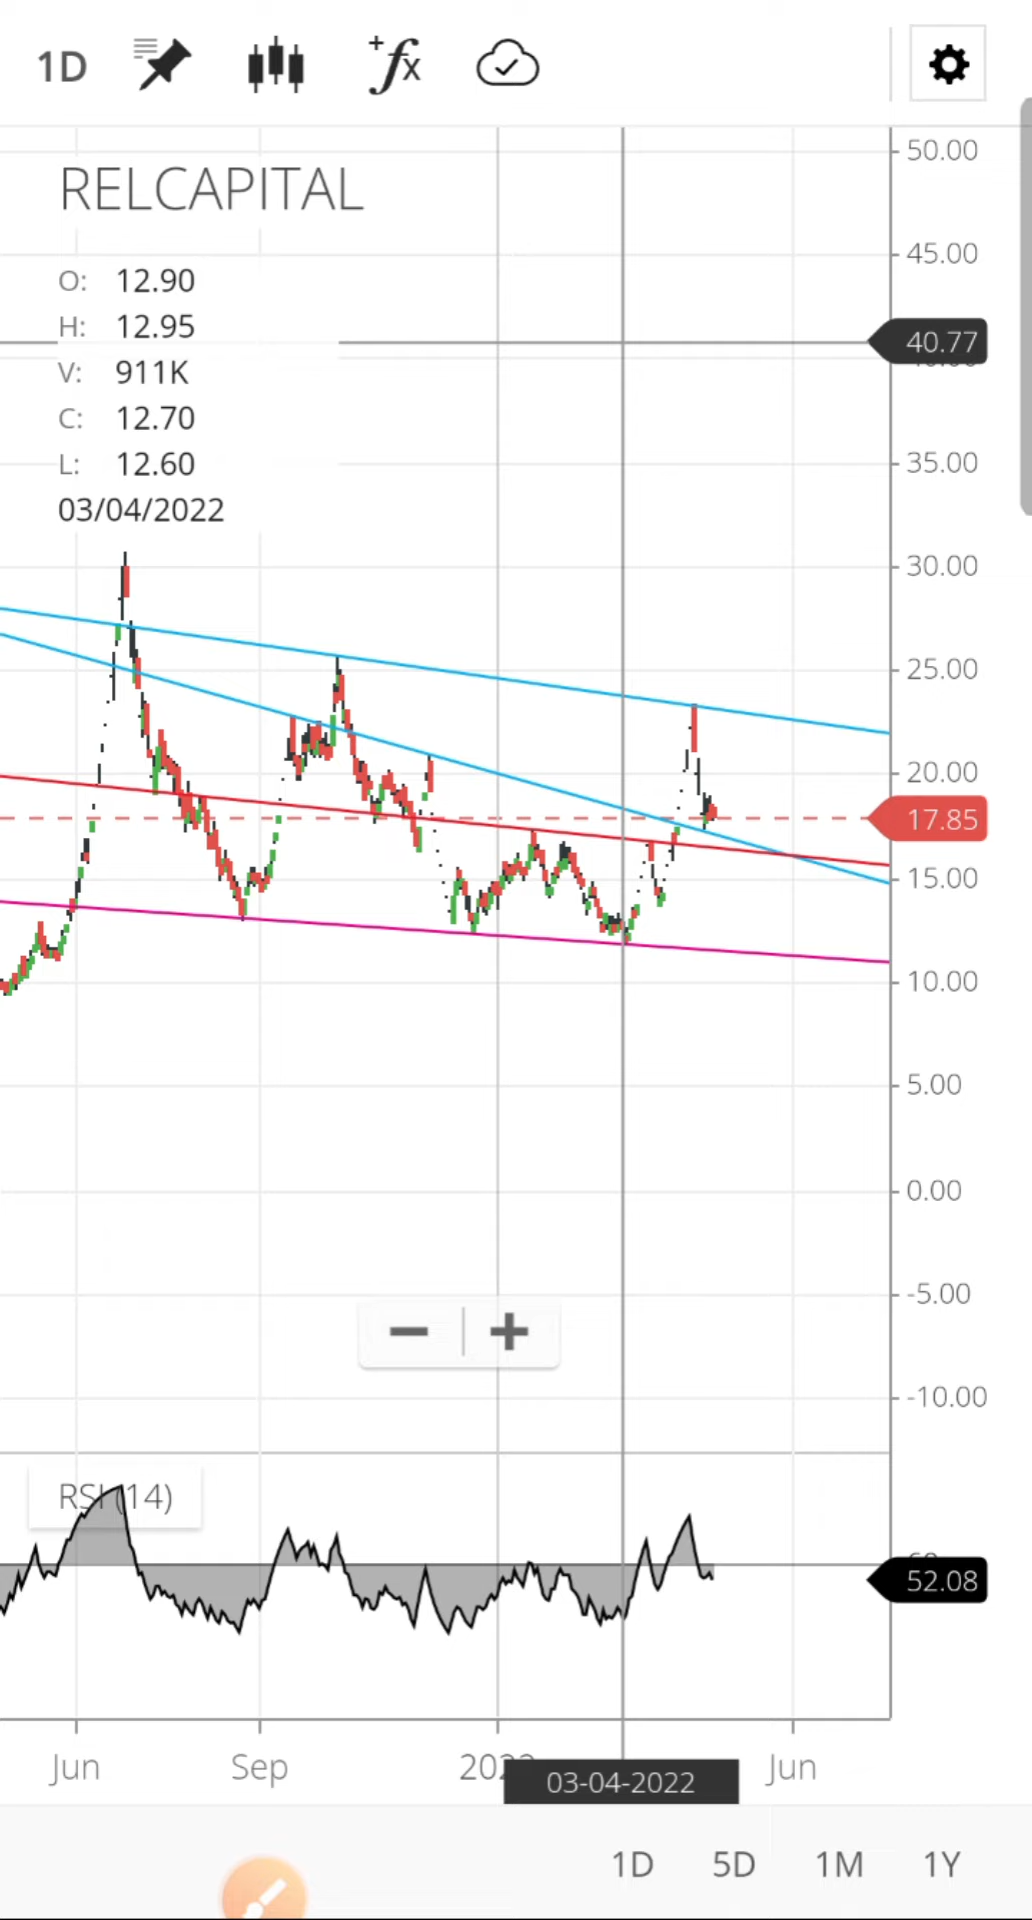 1D
+fx
RELCAPITAL
O: 12.90
H: 12.95
V: 911K
C: 12.70
L: 12.60
03/04/2022
50.00
45.00
40.77
35.00
30.00
25.00
20.00
17.85
15.00
10.00
5.00
0.00
-5.00
-10.00
RSI (14)
52.08
Jun Sep Jun
03-04-2022
1D 5D 1M 1Y